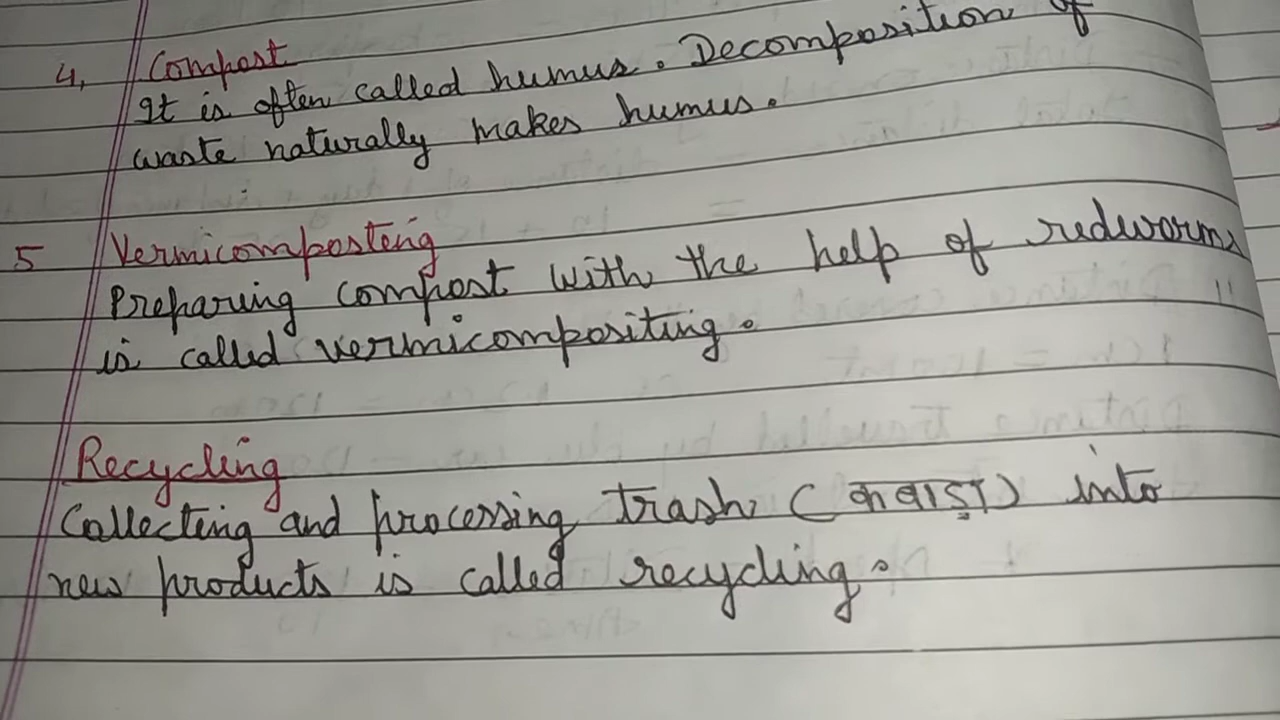 4, Compost
It is often called humus. Decomposition of
waste naturally makes humus.
5 Vermicomposting
Preparing compost with the help of redworms
is called vermicompositing.
Recycling
Collecting and processing trash (कबाड़ा) into
new products is called recycling.